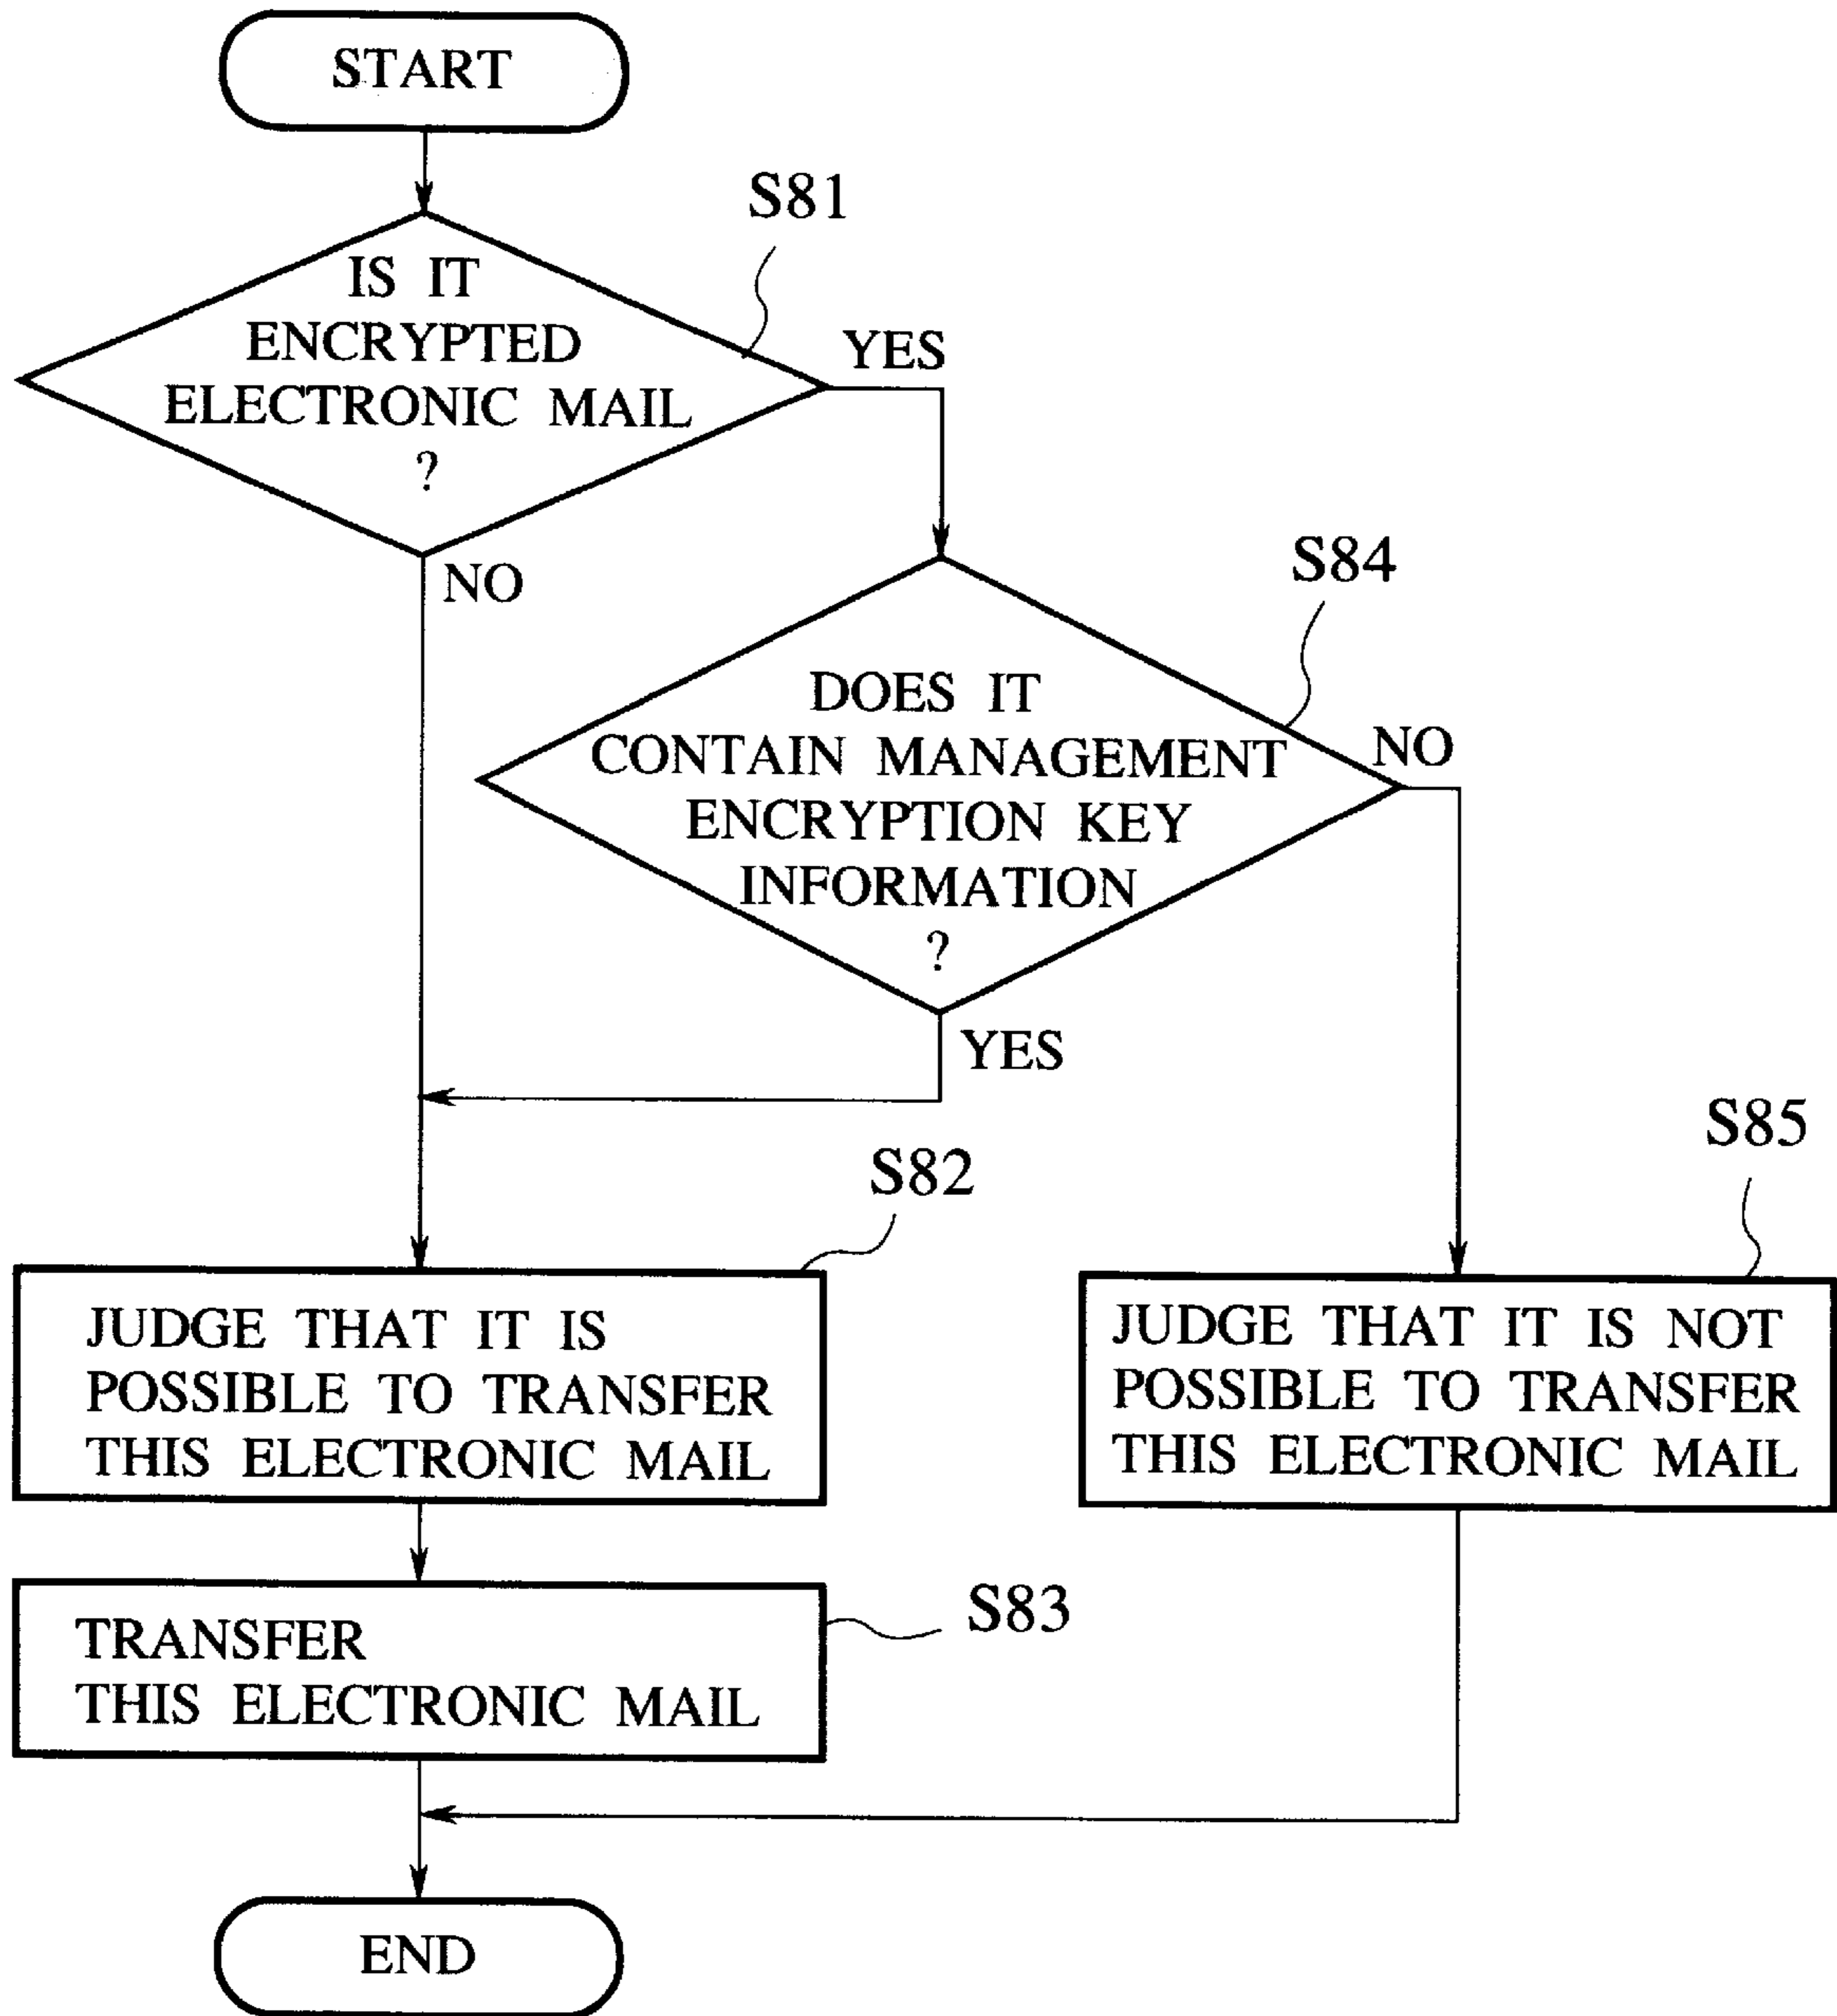 START
S81
IS IT
ENCRYPTED
ELECTRONIC MAIL
?
YES
NO
S84
DOES IT
CONTAIN MANAGEMENT
ENCRYPTION KEY
INFORMATION
?
NO
YES
S82
S85
JUDGE THAT IT IS
POSSIBLE TO TRANSFER
THIS ELECTRONIC MAIL
JUDGE THAT IT IS NOT
POSSIBLE TO TRANSFER
THIS ELECTRONIC MAIL
S83
TRANSFER
THIS ELECTRONIC MAIL
END